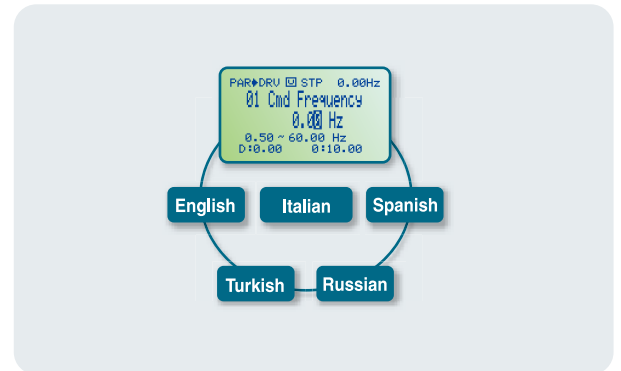 PAR DRV U STP 0.00Hz
01 Cmd Frequency
0.00 Hz
0.50 ~ 60.00 Hz
D:0.00 0:10.00
English Italian Spanish
Turkish Russian